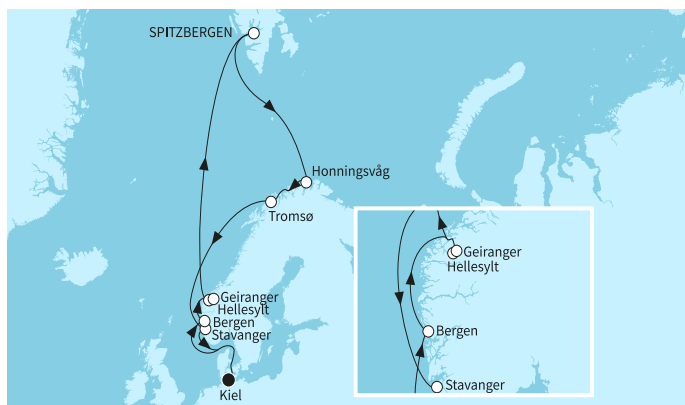 SPITZBERGEN
Honningsvåg
Tromsø
Geiranger
Hellesylt
Bergen
Stavanger
Kiel
Geiranger
Hellesylt
Bergen
Stavanger